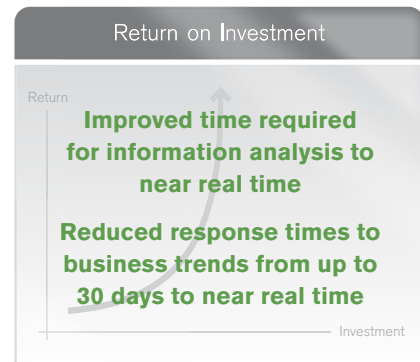 Return on Investment
Return
Improved time required
for information analysis to
near real time
Reduced response times to
business trends from up to
30 days to near real time
Investment